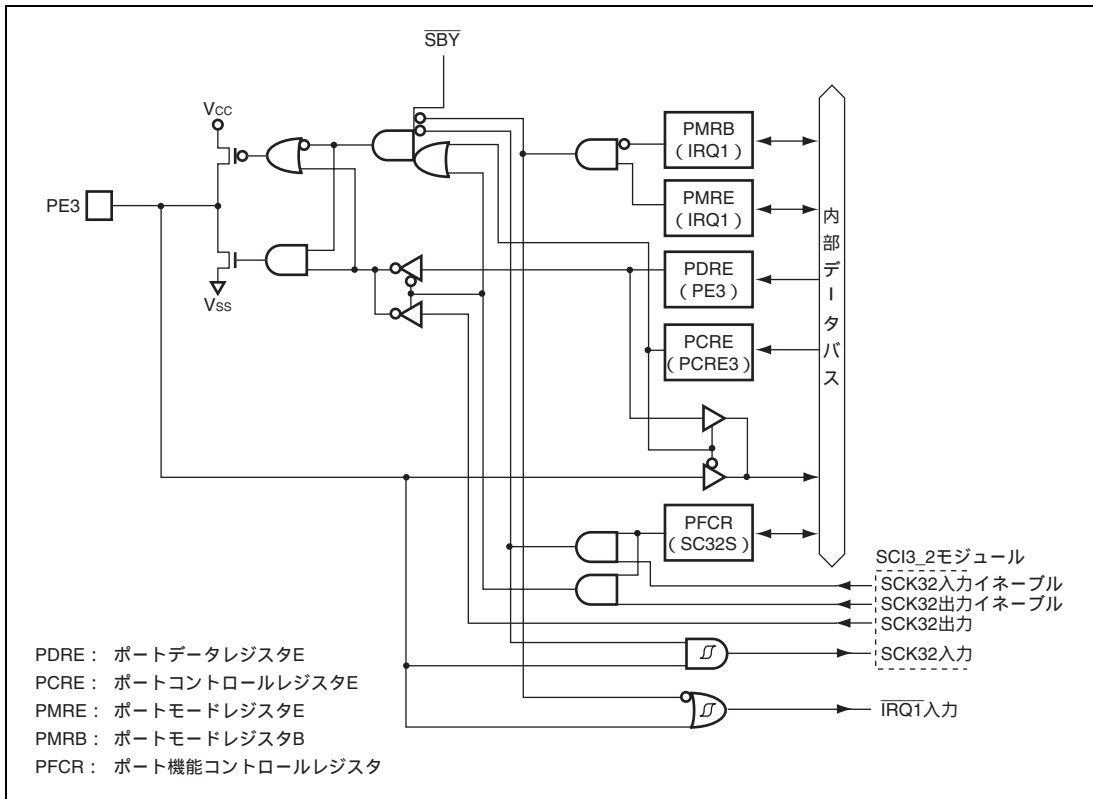 SBY
VCC
PMRB
( IRQ1 )
PMRE
( IRQ1 )
PE3
内部データバス
PDRE
( PE3 )
VSS
PCRE
( PCRE3 )
PFCR
( SC32S )
SCI3_2モジュール
SCK32入力イネーブル
SCK32出力イネーブル
SCK32出力
SCK32入力
IRQ1入力
PDRE : ポートデータレジスタE
PCRE : ポートコントロールレジスタE
PMRE : ポートモードレジスタE
PMRB : ポートモードレジスタB
PFCR : ポート機能コントロールレジスタ